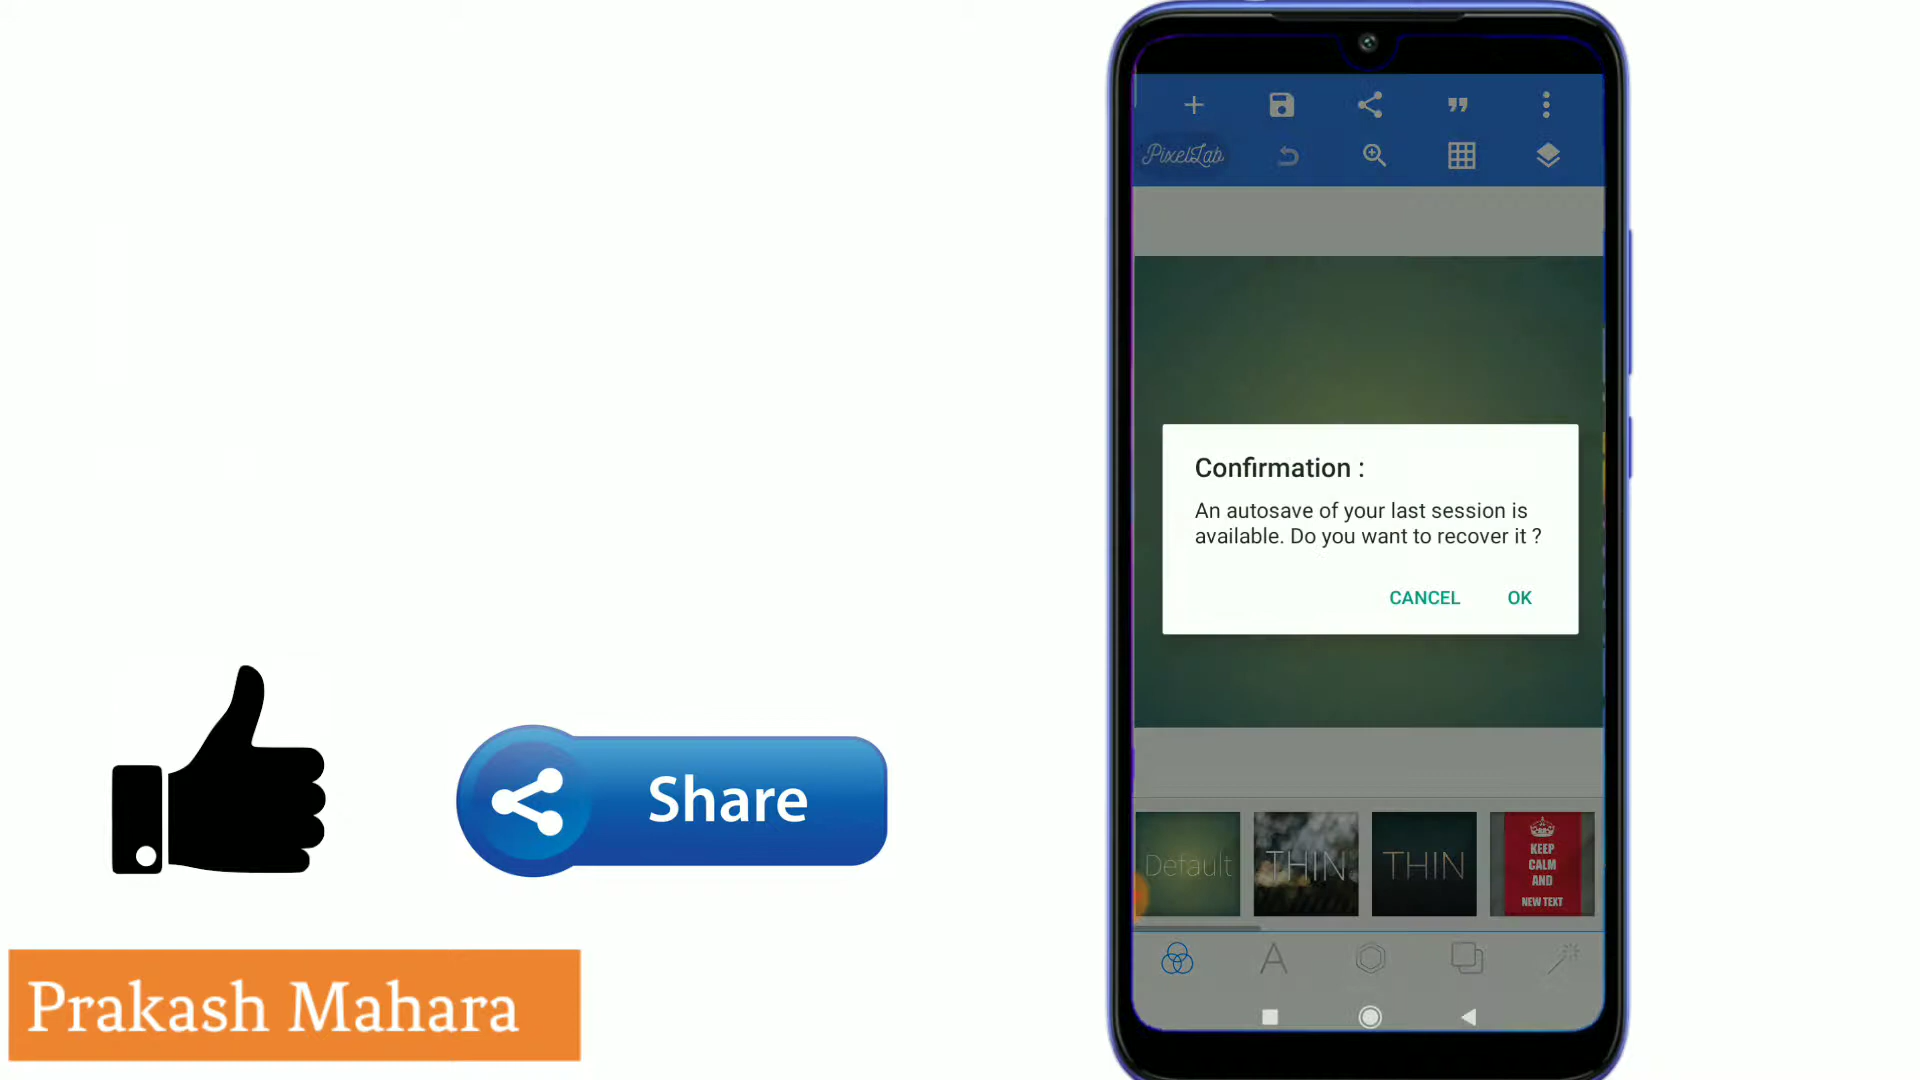 PixelLab
Confirmation :
An autosave of your last session is
available. Do you want to recover it ?
CANCEL OK
Share
Default
THIN
THIN
KEEP
CALM
AND
NEW TEXT
A
Prakash Mahara